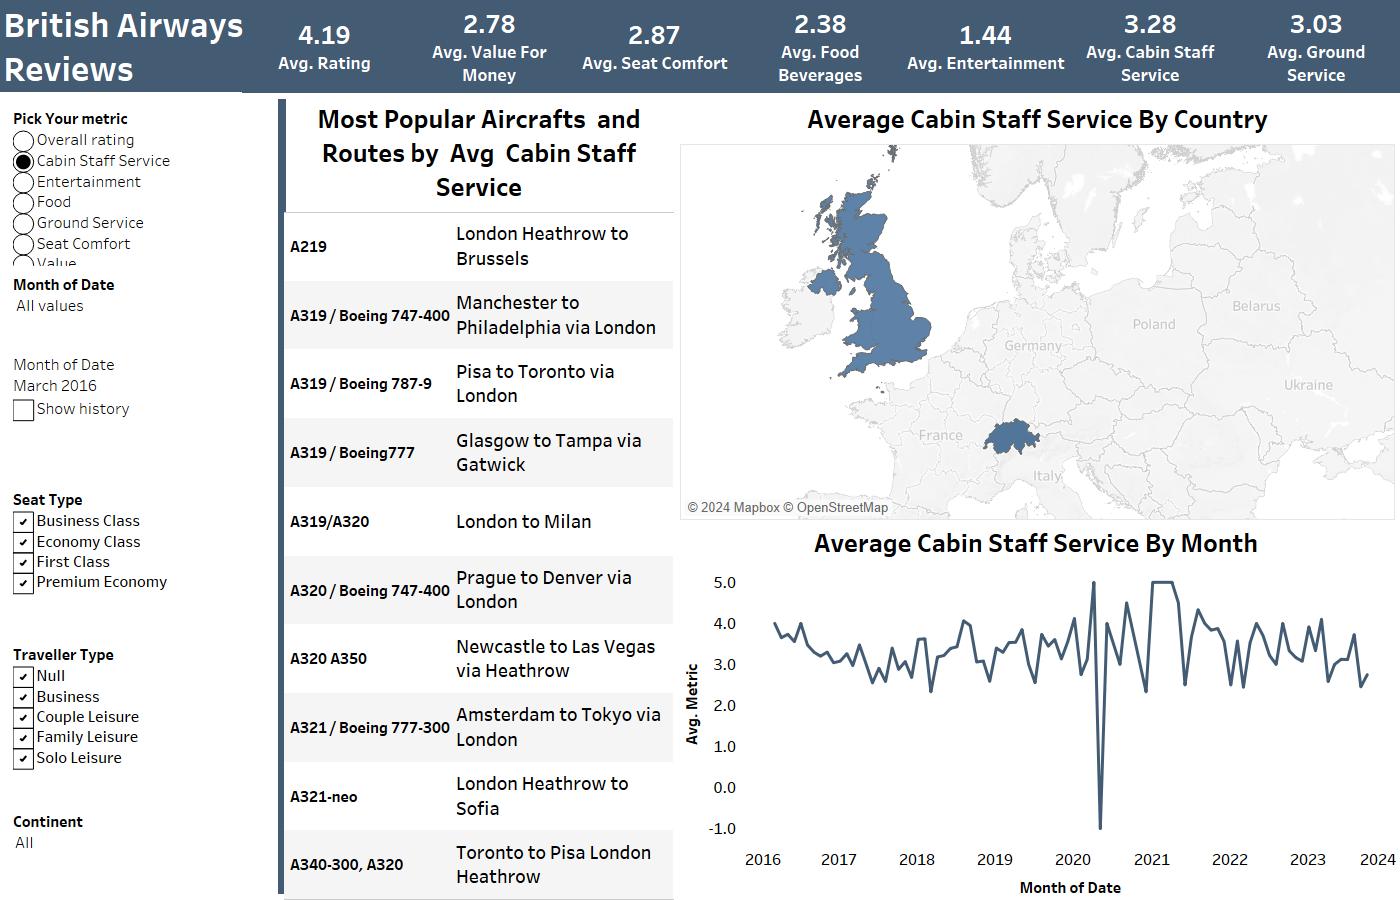 British Airways
Reviews
4.19
Avg. Rating
2.78
Avg. Value For
Money
2.87
Avg. Seat Comfort
2.38
Avg. Food
Beverages
1.44
Avg. Entertainment
3.28
Avg. Cabin Staff
Service
3.03
Avg. Ground
Service
Pick Your metric
Overall rating
Cabin Staff Service
Entertainment
Food
Ground Service
Seat Comfort
Value
Month of Date
All values
Month of Date
March 2016
Show history
Seat Type
Business Class
Economy Class
First Class
Premium Economy
Traveller Type
Null
Business
Couple Leisure
Family Leisure
Solo Leisure
Continent
All
Most Popular Aircrafts and
Routes by Avg Cabin Staff
Service
A219
London Heathrow to
Brussels
A319 / Boeing 747-400
Manchester to
Philadelphia via London
A319 / Boeing 787-9
Pisa to Toronto via
London
A319 / Boeing777
Glasgow to Tampa via
Gatwick
A319/A320
London to Milan
A320 / Boeing 747-400
Prague to Denver via
London
A320 A350
Newcastle to Las Vegas
via Heathrow
A321 / Boeing 777-300
Amsterdam to Tokyo via
London
A321-neo
London Heathrow to
Sofia
A340-300, A320
Toronto to Pisa London
Heathrow
Average Cabin Staff Service By Country
Belarus
Poland
Germany
Ukraine
France
Italy
© 2024 Mapbox © OpenStreetMap
Average Cabin Staff Service By Month
Avg. Metric
5.0
4.0
3.0
2.0
1.0
0.0
-1.0
2016 2017 2018 2019 2020 2021 2022 2023 2024
Month of Date